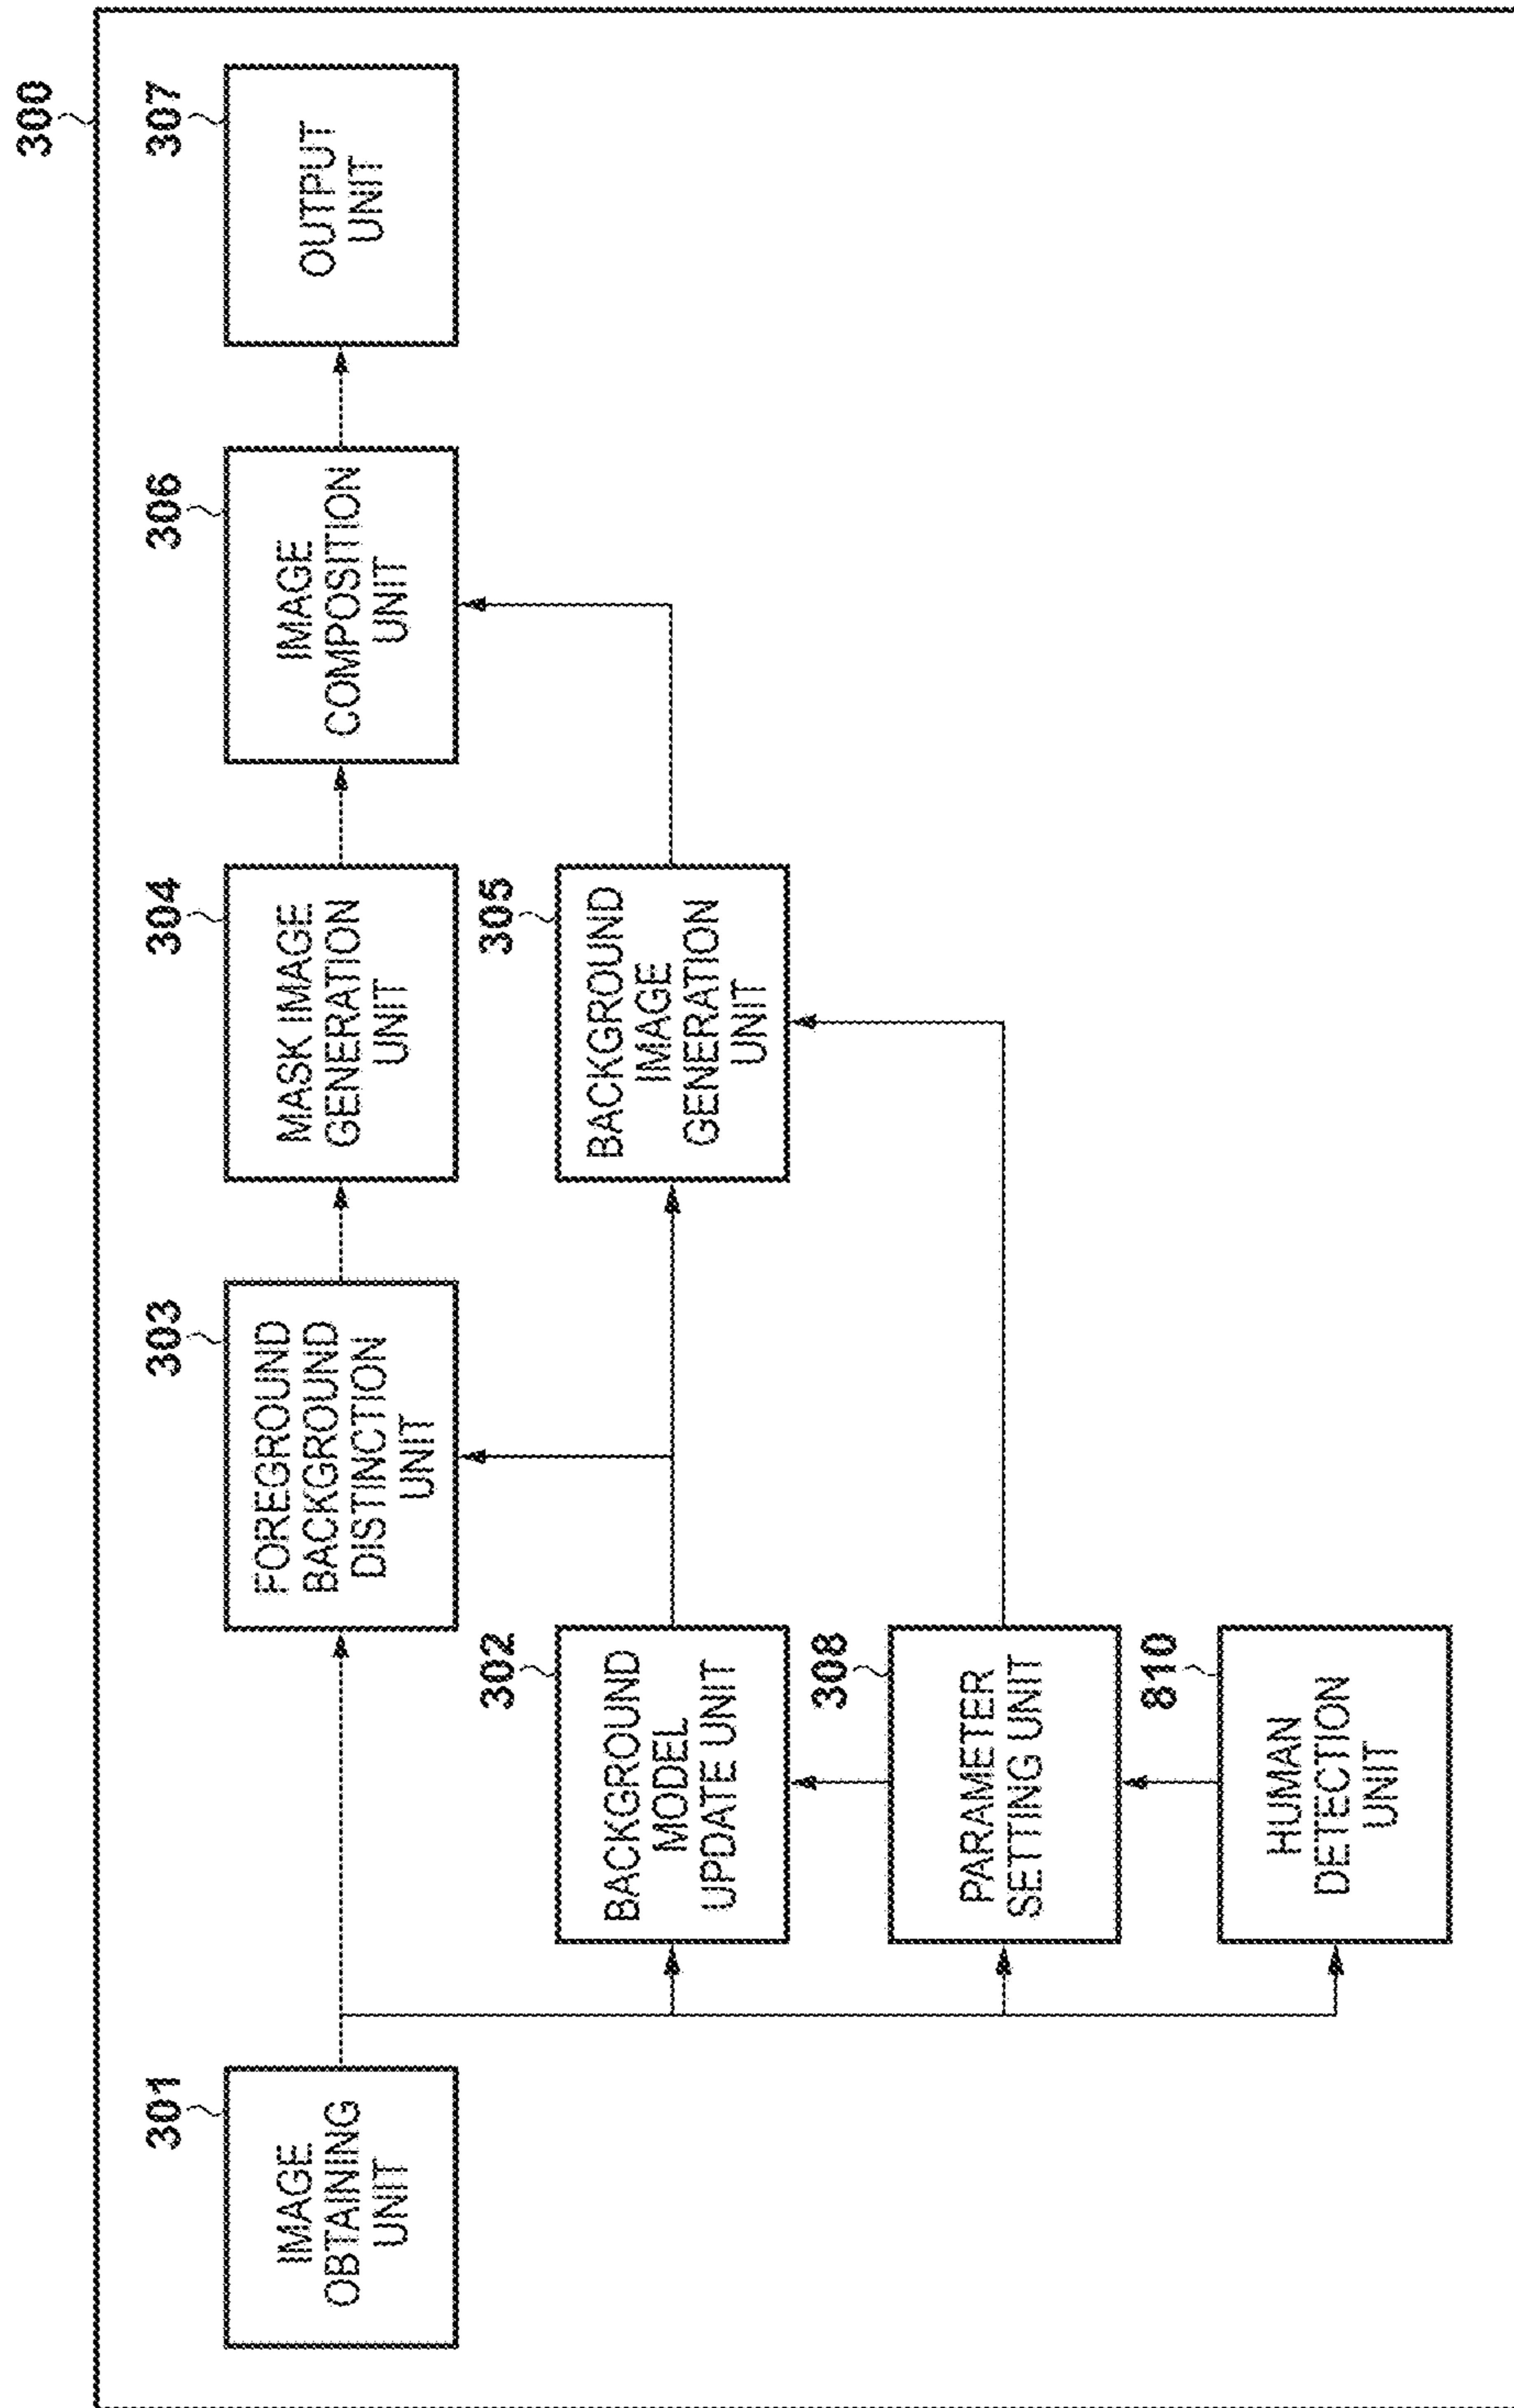 300
301
IMAGE
OBTAINING
UNIT
303
FOREGROUND
BACKGROUND
DISTINCTION
UNIT
304
MASK IMAGE
GENERATION
UNIT
306
IMAGE
COMPOSITION
UNIT
307
OUTPUT
UNIT
302
BACKGROUND
MODEL
UPDATE UNIT
305
BACKGROUND
IMAGE
GENERATION
UNIT
308
PARAMETER
SETTING UNIT
810
HUMAN
DETECTION
UNIT